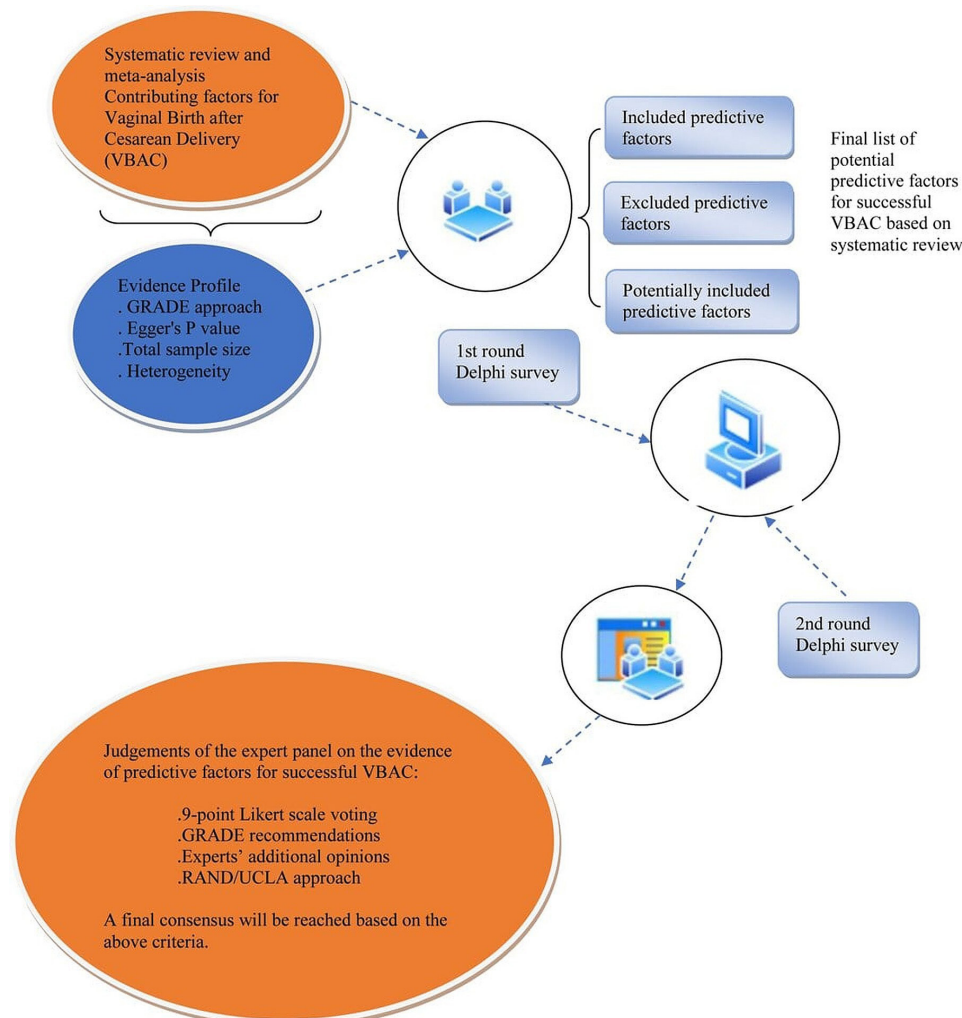 Systematic review and
meta-analysis
Contributing factors for
Vaginal Birth after
Cesarean Delivery
(VBAC)
Included predictive
factors
Excluded predictive
factors
Potentially included
predictive factors
Final list of
potential
predictive factors
for successful
VBAC based on
systematic review
Evidence Profile
. GRADE approach
. Egger's P value
.Total sample size
. Heterogeneity
1st round
Delphi survey
2nd round
Delphi survey
Judgements of the expert panel on the evidence
of predictive factors for successful VBAC:
.9-point Likert scale voting
.GRADE recommendations
.Experts’ additional opinions
.RAND/UCLA approach
A final consensus will be reached based on the
above criteria.